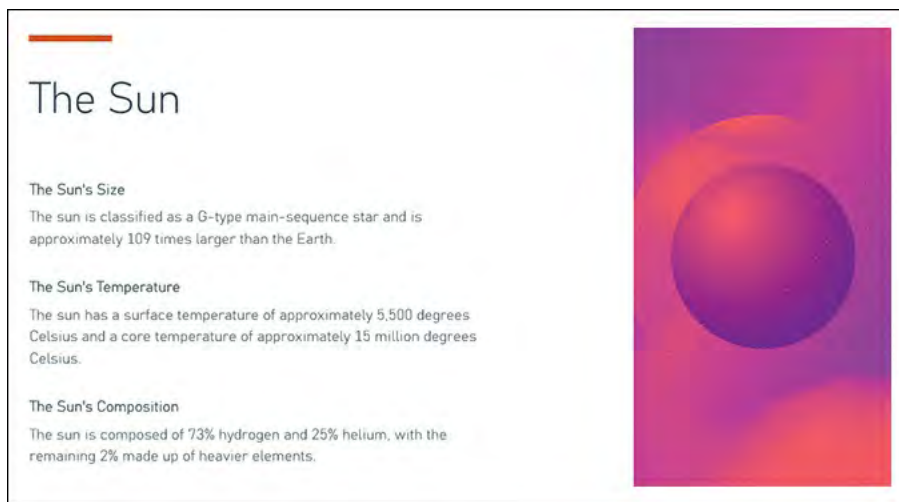 The Sun
The Sun's Size
The sun is classified as a G-type main-sequence star and is
approximately 109 times larger than the Earth.
The Sun's Temperature
The sun has a surface temperature of approximately 5,500 degrees
Celsius and a core temperature of approximately 15 million degrees
Celsius.
The Sun's Composition
The sun is composed of 73% hydrogen and 25% helium, with the
remaining 2% made up of heavier elements.